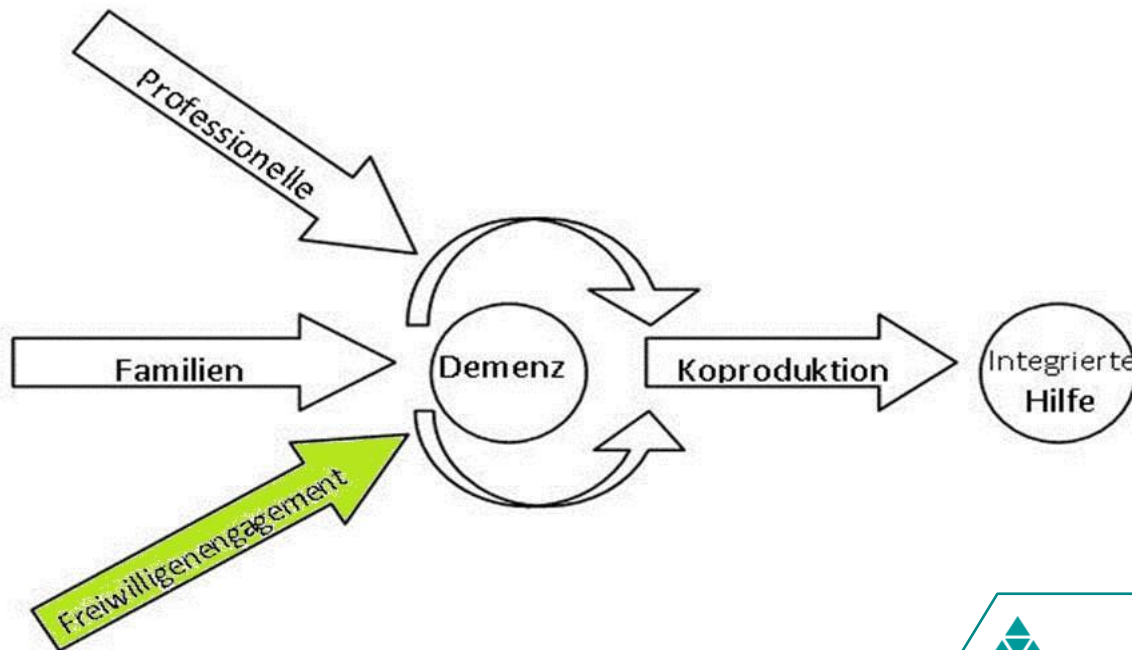 Professionelle
Familien
Demenz
Koproduktion
Integrierte
Hilfe
Freiwilligenengagement